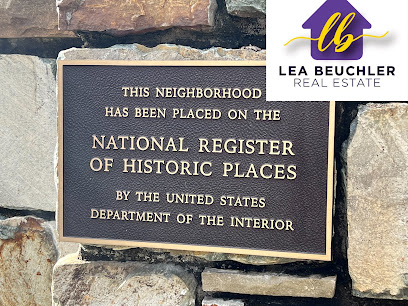 lb
LEA BEUCHLER
REAL ESTATE
THIS NEIGHBORHOOD
HAS BEEN PLACED ON THE
NATIONAL REGISTER
OF HISTORIC PLACES
BY THE UNITED STATES
DEPARTMENT OF THE INTERIOR